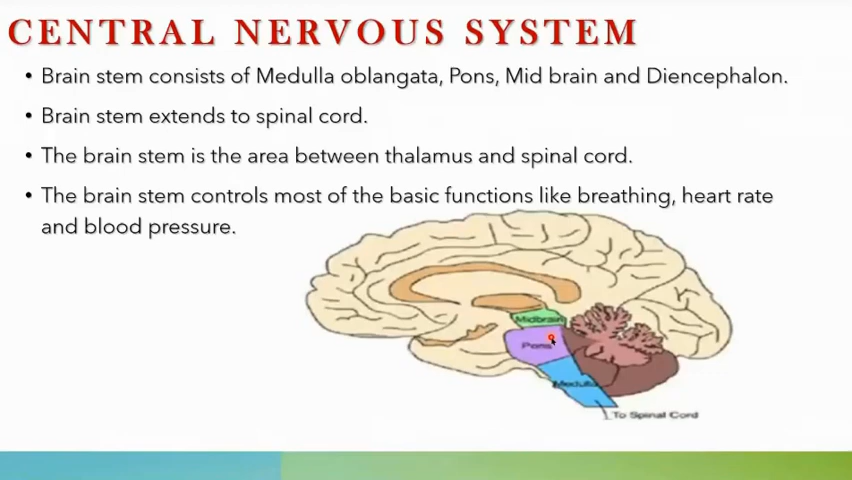 CENTRAL NERVOUS SYSTEM
• Brain stem consists of Medulla oblangata, Pons, Mid brain and Diencephalon.
• Brain stem extends to spinal cord.
• The brain stem is the area between thalamus and spinal cord.
• The brain stem controls most of the basic functions like breathing, heart rate
and blood pressure.
Midbrain
Pons
Medulla
To Spinal Cord